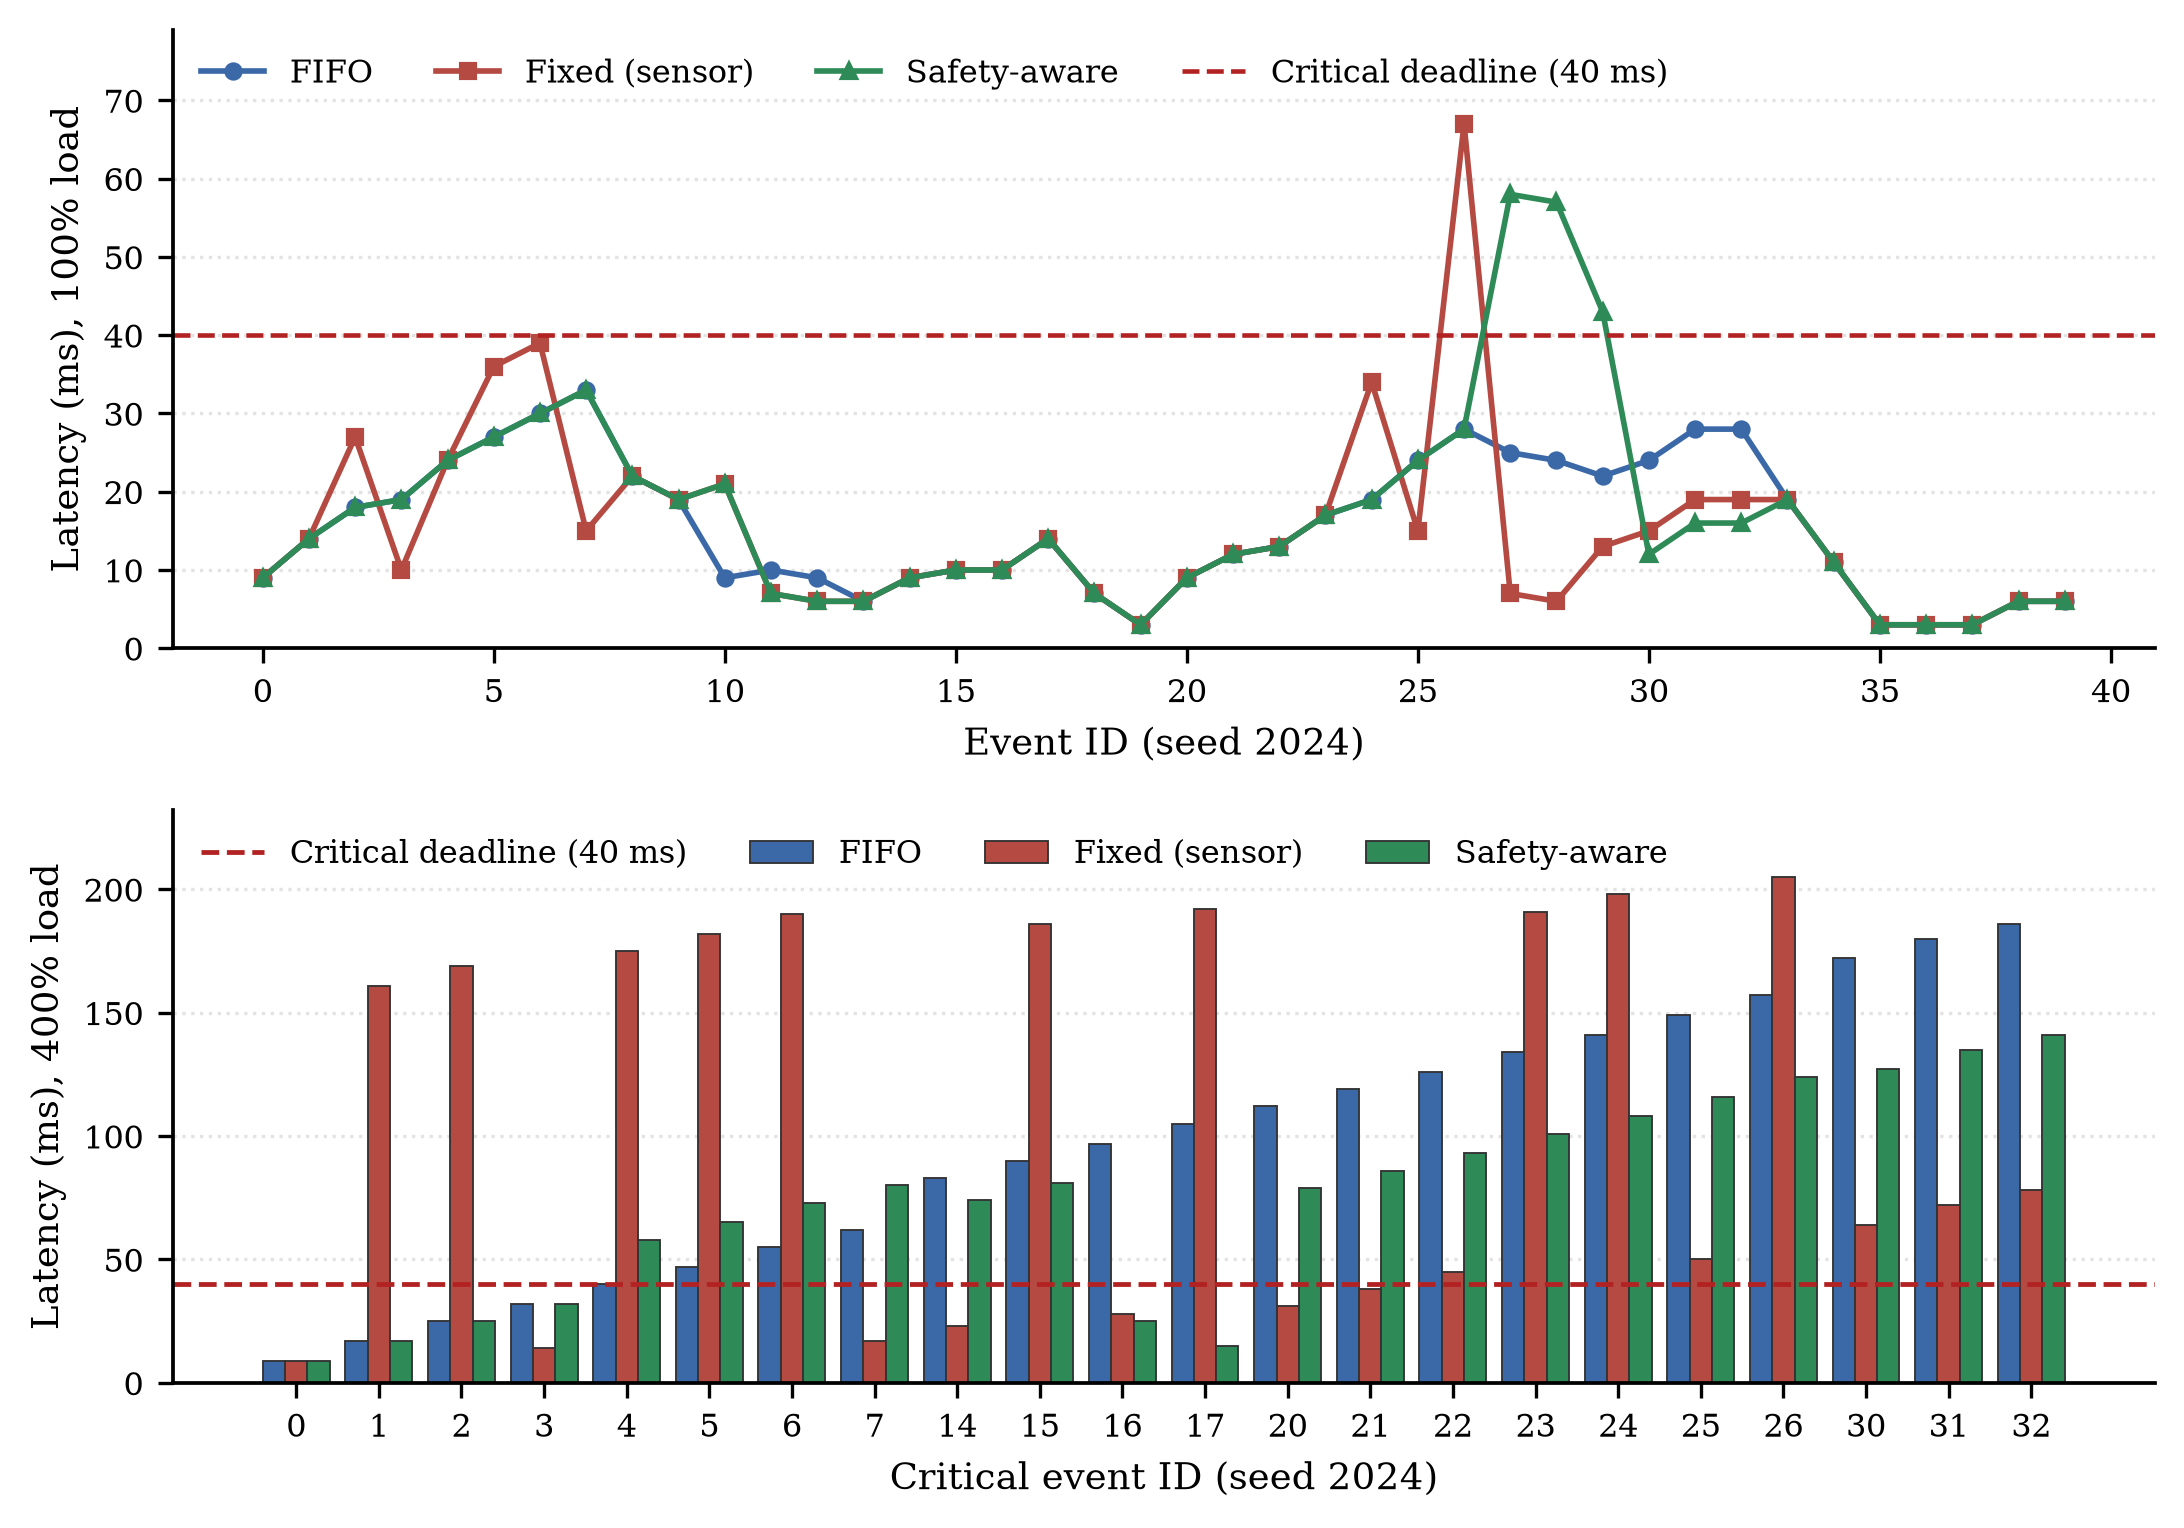 FIFO Fixed (sensor) Safety-aware Critical deadline (40 ms)
Latency (ms), 100% load
70
60
50
40
30
20
10
0
0 5 10 15 20 25 30 35 40
Event ID (seed 2024)
Critical deadline (40 ms) FIFO Fixed (sensor) Safety-aware
Latency (ms), 400% load
200
150
100
50
0
0 1 2 3 4 5 6 7 14 15 16 17 20 21 22 23 24 25 26 30 31 32
Critical event ID (seed 2024)